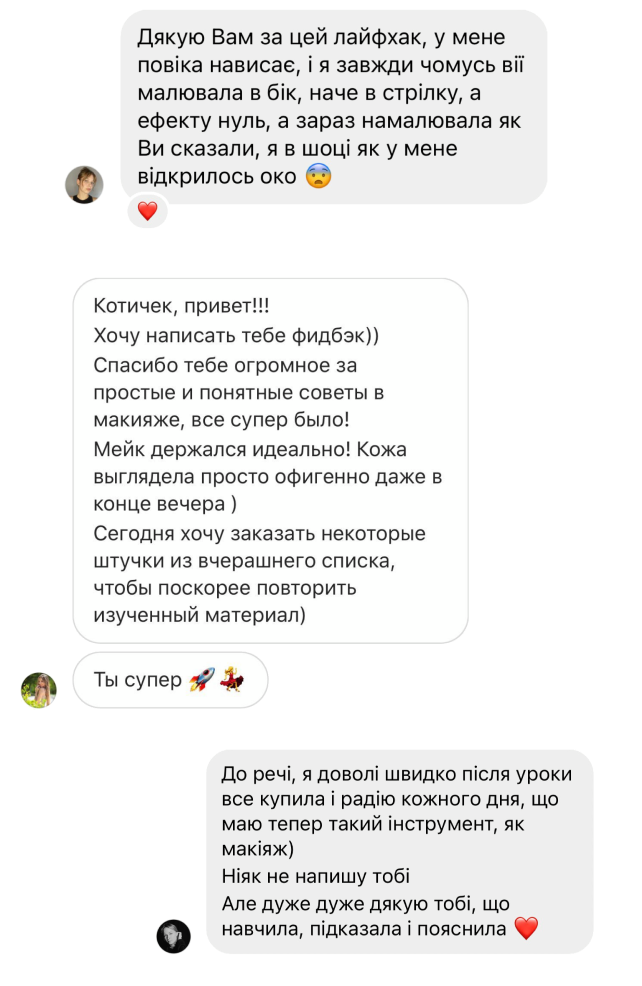 Дякую Вам за цей лайфхак, у мене
повіка нависає, і я завжди чомусь вії
малювала в бік, наче в стрілку, а
ефекту нуль, а зараз намалювала як
Ви сказали, я в шоці як у мене
відкрилось око 😨
❤️
Котичек, привет!!!
Хочу написать тебе фидбэк))
Спасибо тебе огромное за
простые и понятные советы в
макияже, все супер было!
Мейк держался идеально! Кожа
выглядела просто офигенно даже в
конце вечера )
Сегодня хочу заказать некоторые
штучки из вчерашнего списка,
чтобы поскорее повторить
изученный материал)
Ты супер 🚀💃
До речі, я доволі швидко після уроки
все купила і радію кожного дня, що
маю тепер такий інструмент, як
макіяж)
Ніяк не напишу тобі
Але дуже дуже дякую тобі, що
навчила, підказала і пояснила ❤️